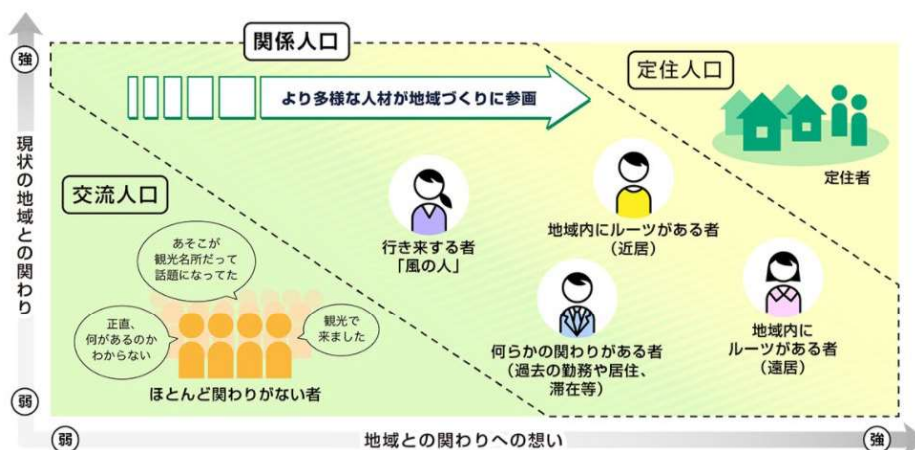 強
関係人口
より多様な人材が地域づくりに参画
定住人口
定住者
現状の地域との関わり
交流人口
あそこが
観光名所だって
話題になってた
正直、
何があるのか
わからない
観光で
来ました
ほとんど関わりがない者
行き来する者
「風の人」
地域内にルーツがある者
(近居)
何らかの関わりがある者
(過去の勤務や居住、
滞在等)
地域内に
ルーツがある者
(遠居)
弱
弱
地域との関わりへの想い
強